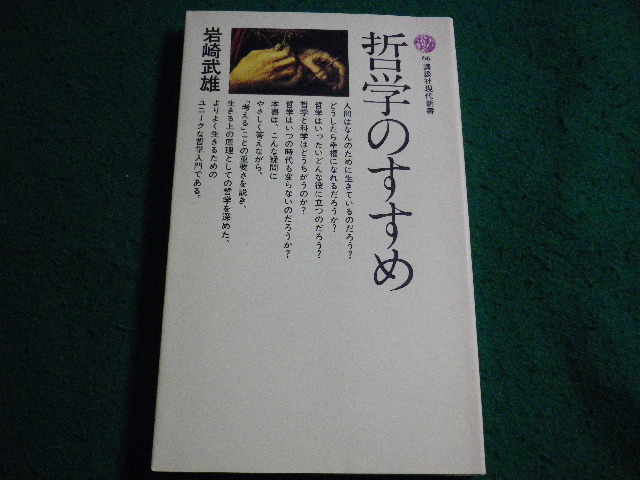 66 講談社現代新書
哲学のすすめ
岩崎武雄
人間はなんのために生きているのだろう?
どうしたら幸福になれるだろうか?
哲学はいったいどんな役に立つのだろう?
哲学と科学はどうちがうのか?
哲学はいつの時代も変らないのだろうか?
本書は、こんな疑問に
やさしく答えながら、
「考える」ことの重要さを説き、
生きる上の原理としての哲学を深めた、
よりよく生きるための
ユニークな哲学入門である。